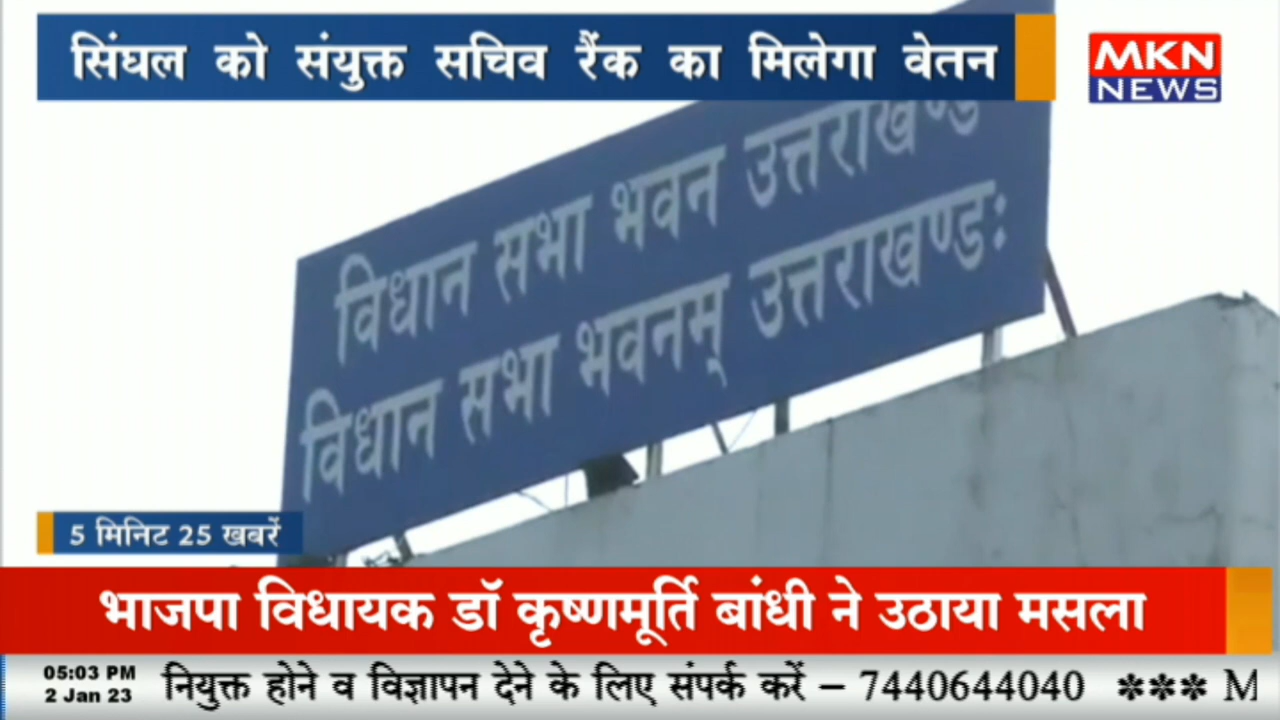 सिंघल को संयुक्त सचिव रैंक का मिलेगा वेतन
MKN
NEWS
विधान सभा भवन उत्तराखण्ड
विधान सभा भवनम् उत्तराखण्डः
5 मिनिट 25 खबरें
भाजपा विधायक डॉ कृष्णमूर्ति बांधी ने उठाया मसला
05:03 PM
2 Jan 23
नियुक्त होने व विज्ञापन देने के लिए संपर्क करें – 7440644040 *** M